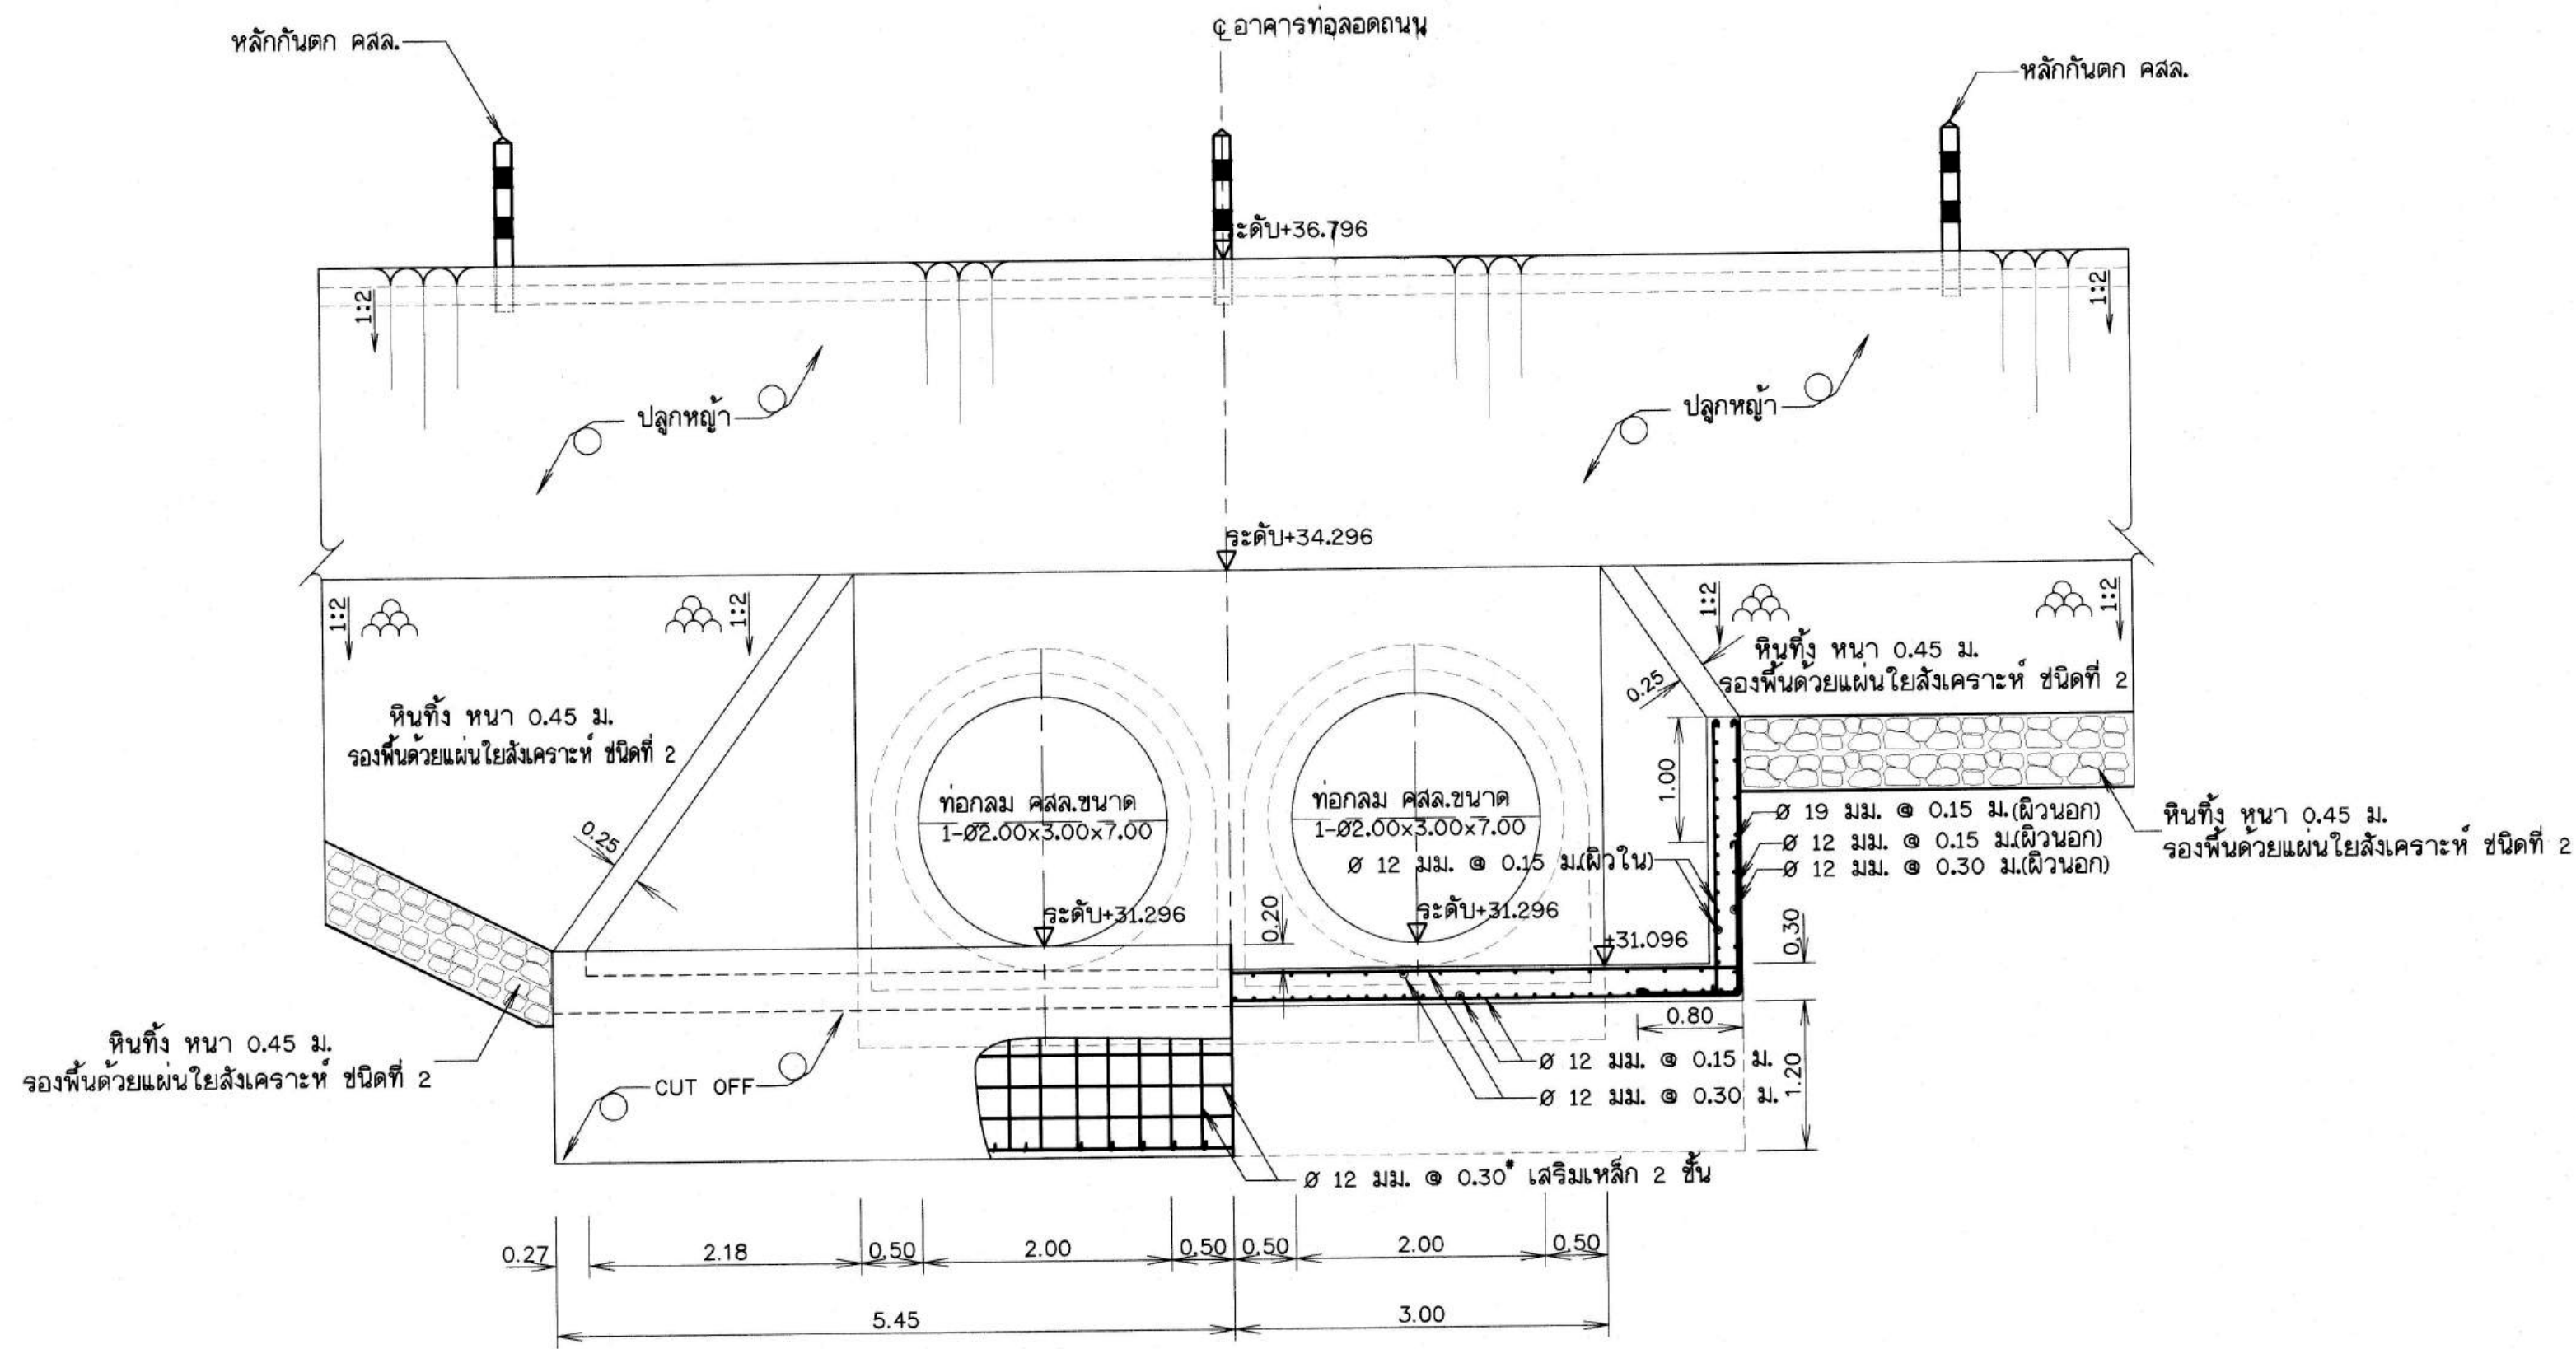 ℄ อาคารท่อลอดถนน
หลักกันตก คสล.
หลักกันตก คสล.
ระดับ+36.796
1:2
1:2
ปลูกหญ้า
ปลูกหญ้า
ระดับ+34.296
1:2
1:2
1:2
1:2
หินทิ้ง หนา 0.45 ม.
รองพื้นด้วยแผ่นใยสังเคราะห์ ชนิดที่ 2
0.25
หินทิ้ง หนา 0.45 ม.
รองพื้นด้วยแผ่นใยสังเคราะห์ ชนิดที่ 2
1.00
ท่อกลม คสล.ขนาด
1-Ø2.00x3.00x7.00
ท่อกลม คสล.ขนาด
1-Ø2.00x3.00x7.00
Ø 19 มม. @ 0.15 ม.(ผิวนอก)
Ø 12 มม. @ 0.15 ม.(ผิวนอก)
Ø 12 มม. @ 0.30 ม.(ผิวนอก)
หินทิ้ง หนา 0.45 ม.
รองพื้นด้วยแผ่นใยสังเคราะห์ ชนิดที่ 2
0.25
Ø 12 มม. @ 0.15 ม.(ผิวใน)
ระดับ+31.296
0.20
ระดับ+31.296
+31.096
0.30
0.80
หินทิ้ง หนา 0.45 ม.
รองพื้นด้วยแผ่นใยสังเคราะห์ ชนิดที่ 2
CUT OFF
Ø 12 มม. @ 0.15 ม.
Ø 12 มม. @ 0.30 ม.
1.20
Ø 12 มม. @ 0.30# เสริมเหล็ก 2 ชั้น
0.27 2.18 0.50 2.00 0.50 0.50 2.00 0.50
5.45 3.00